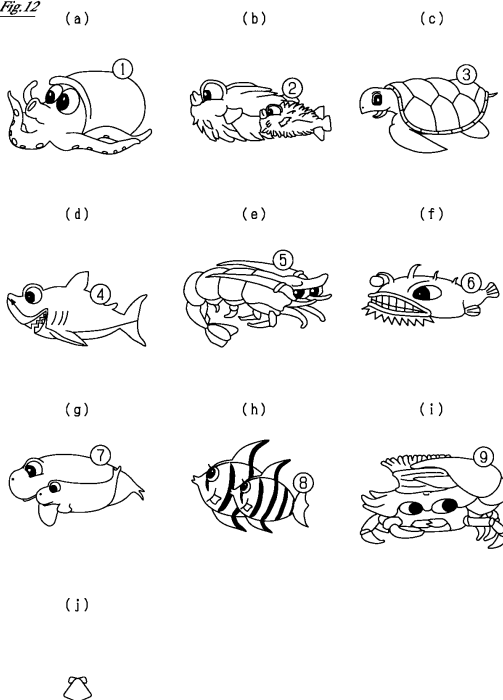 Fig.12
(a) (b) (c)
① ② ③
(d) (e) (f)
④ ⑤ ⑥
(g) (h) (i)
⑦ ⑧ ⑨
(j)